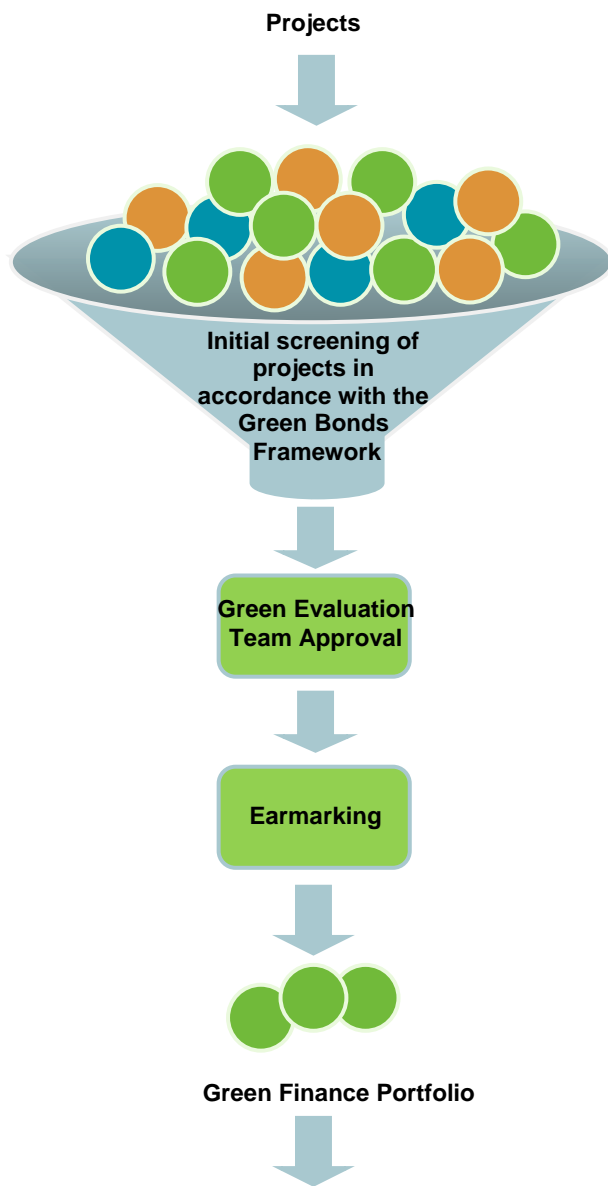 Projects
Initial screening of
projects in
accordance with the
Green Bonds
Framework
Green Evaluation
Team Approval
Earmarking
Green Finance Portfolio